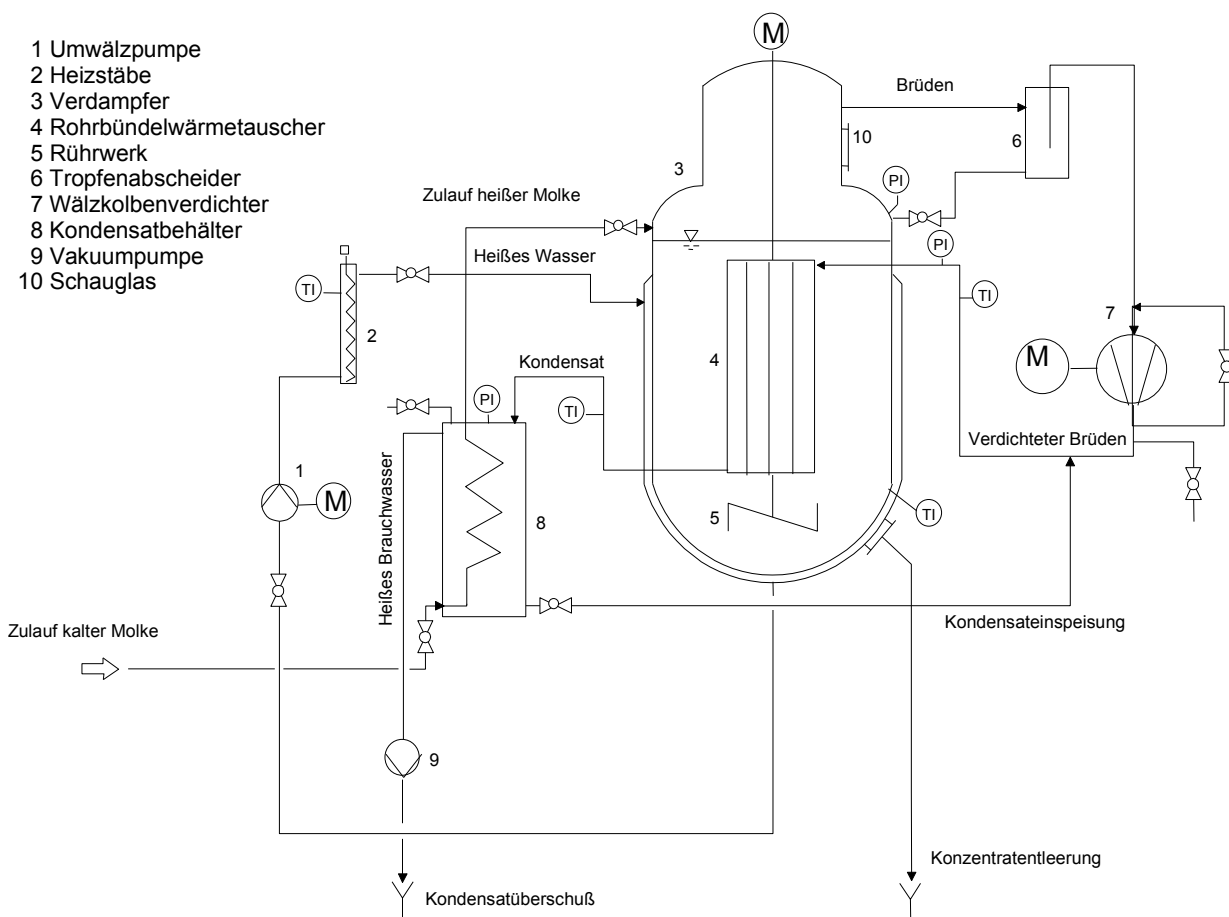 1 Umwälzpumpe
2 Heizstäbe
3 Verdampfer
4 Rohrbündelwärmetauscher
5 Rührwerk
6 Tropfenabscheider
7 Wälzkolbenverdichter
8 Kondensatbehälter
9 Vakuumpumpe
10 Schauglas
M
Brüden
10
6
3
PI
Zulauf heißer Molke
PI
Heißes Wasser
TI
TI
2
7
4
M
Kondensat
PI
TI
Verdichteter Brüden
1
M
Heißes Brauchwasser
8
5
TI
Kondensateinspeisung
Zulauf kalter Molke
9
Konzentratentleerung
Kondensatüberschuß